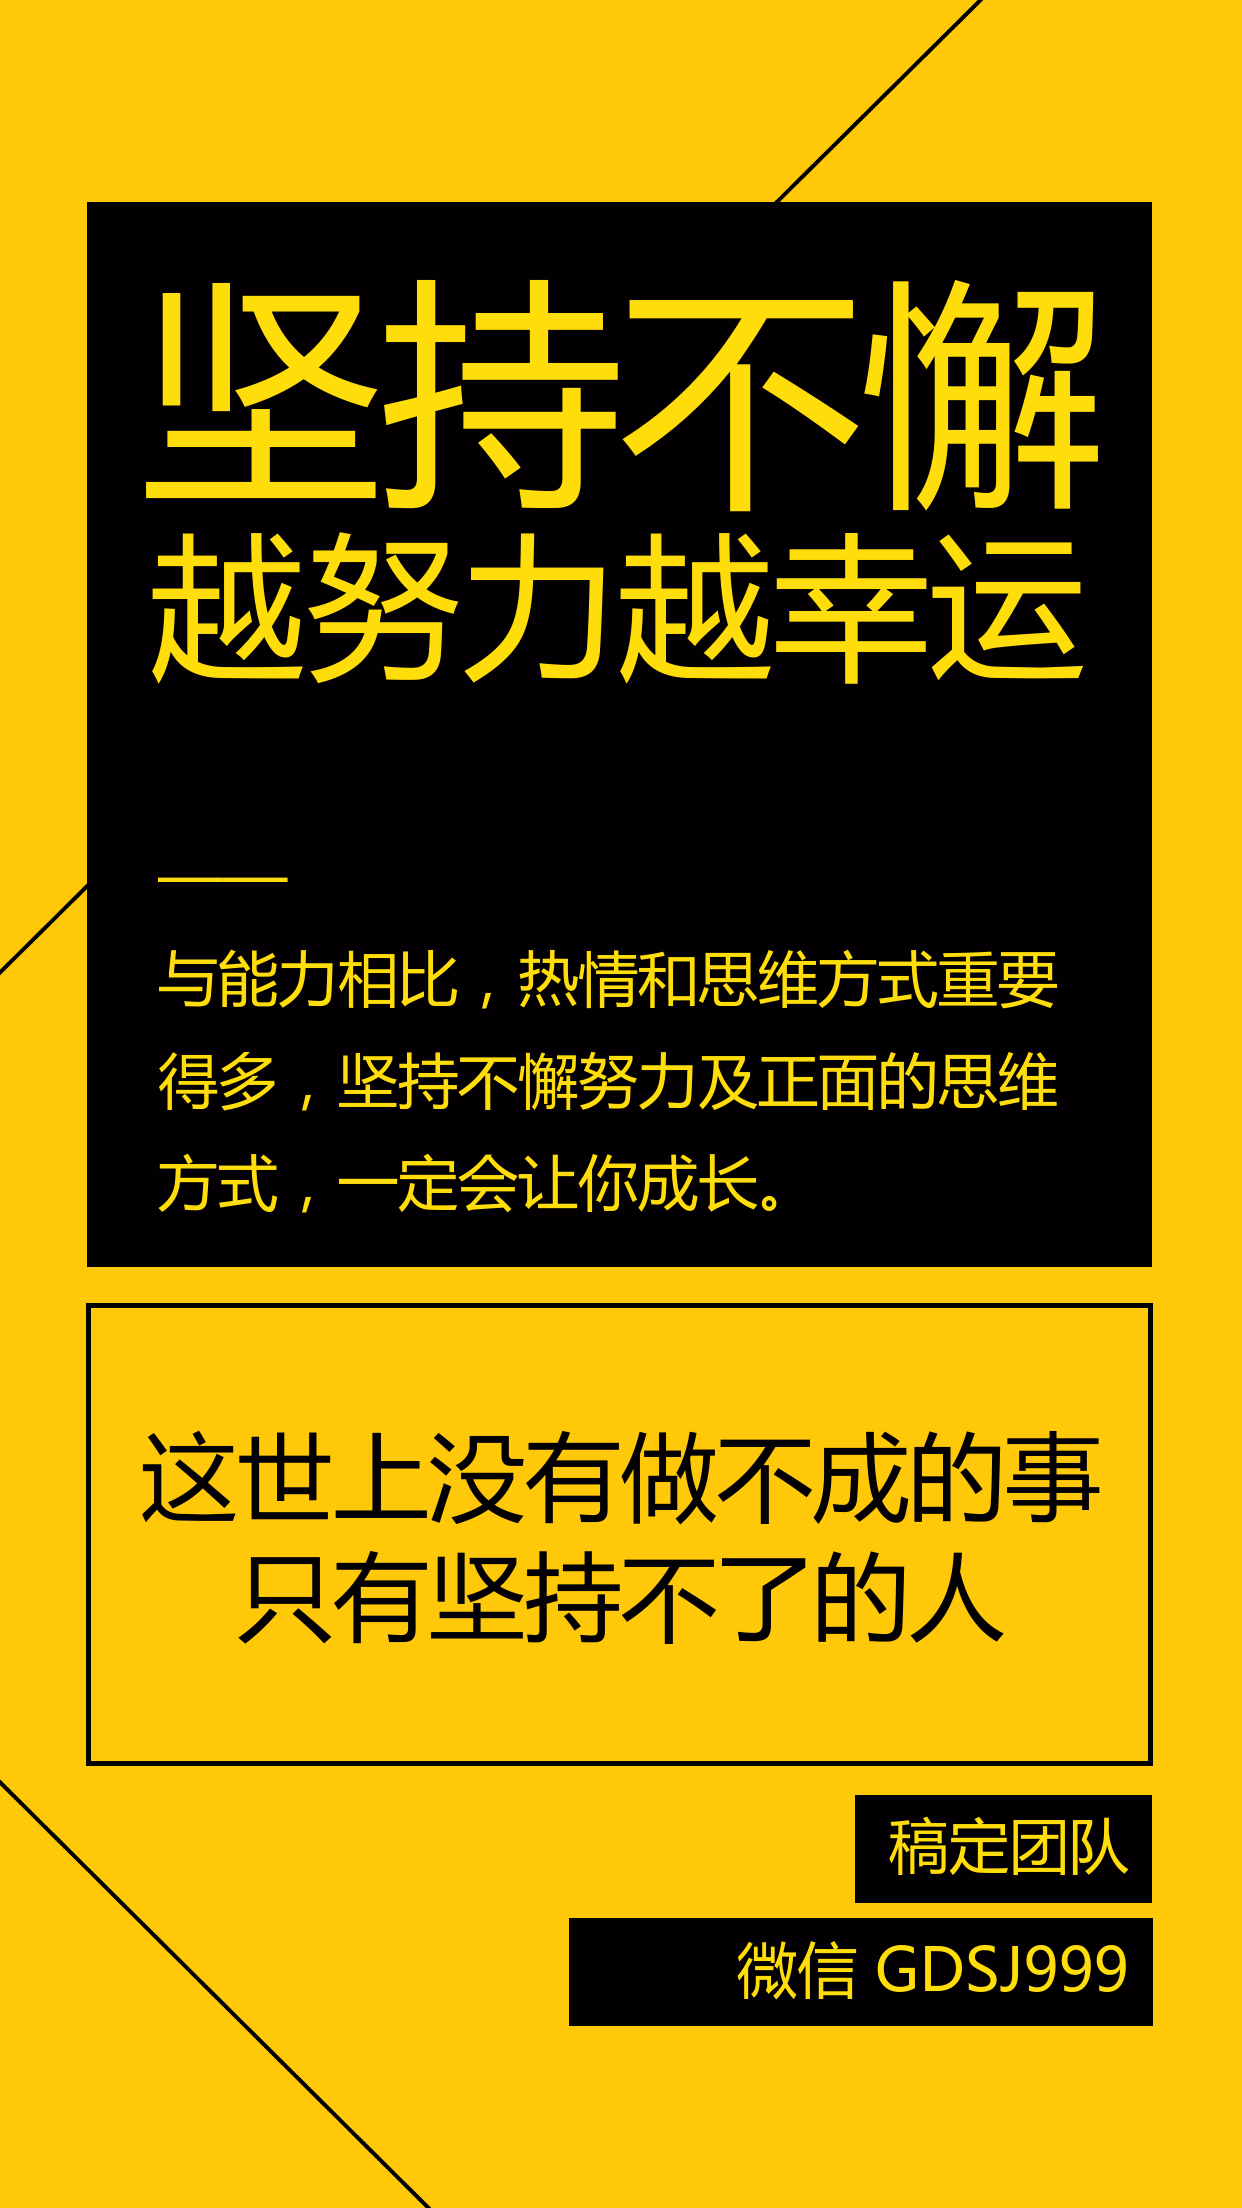 坚持不懈
越努力越幸运
与能力相比，热情和思维方式重要
得多，坚持不懈努力及正面的思维
方式，一定会让你成长。
这世上没有做不成的事
只有坚持不了的人
稿定团队
微信 GDSJ999